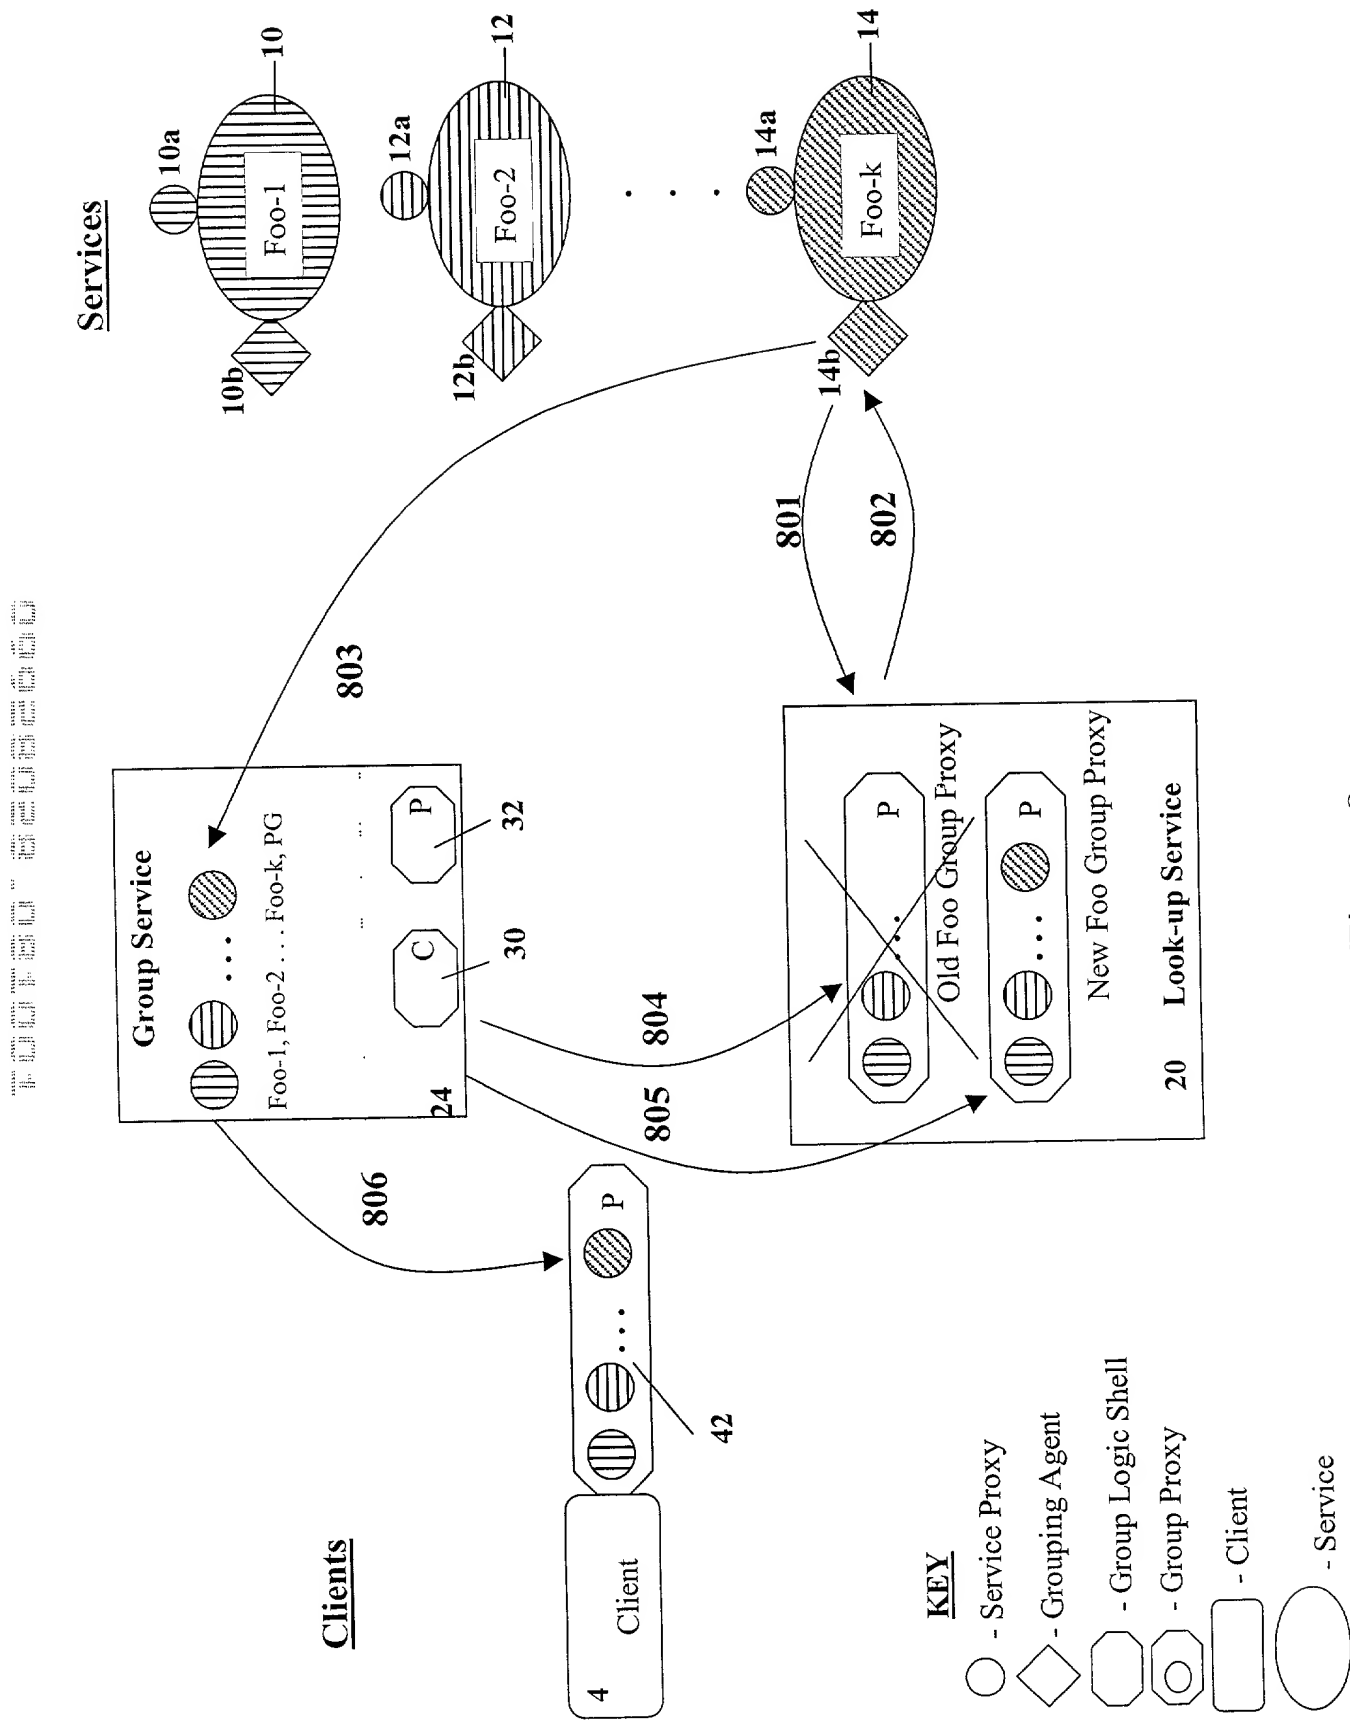 Clients
Services
4
Client
42
806
Group Service
Foo-1, Foo-2 . . . Foo-k, PG
24
C
P
30
32
803
804
805
P
Old Foo Group Proxy
P
New Foo Group Proxy
20 Look-up Service
801
802
10b
10a
Foo-1
10
12b
12a
Foo-2
12
14b
14a
Foo-k
14
P
KEY
- Service Proxy
- Grouping Agent
- Group Logic Shell
- Group Proxy
- Client
- Service